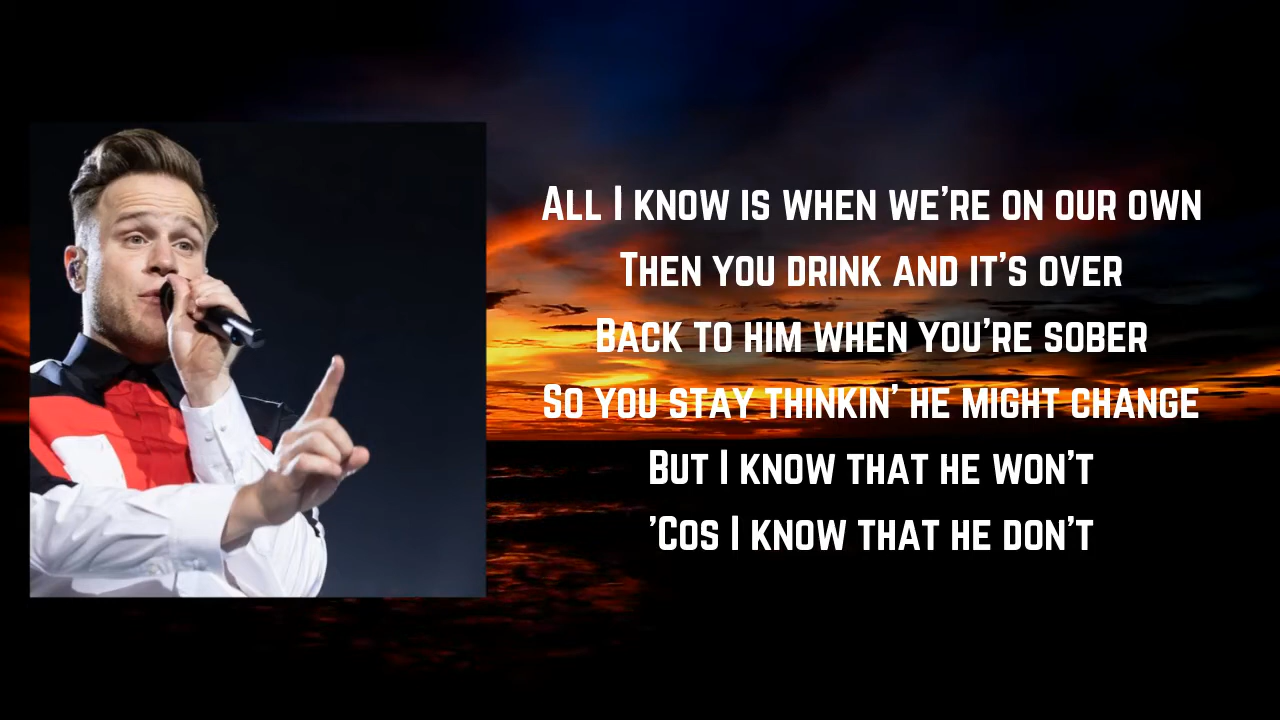 All I know is when we're on our own
Then you drink and it's over
Back to him when you're sober
So you stay thinkin' he might change
But I know that he won't
'Cos I know that he don't